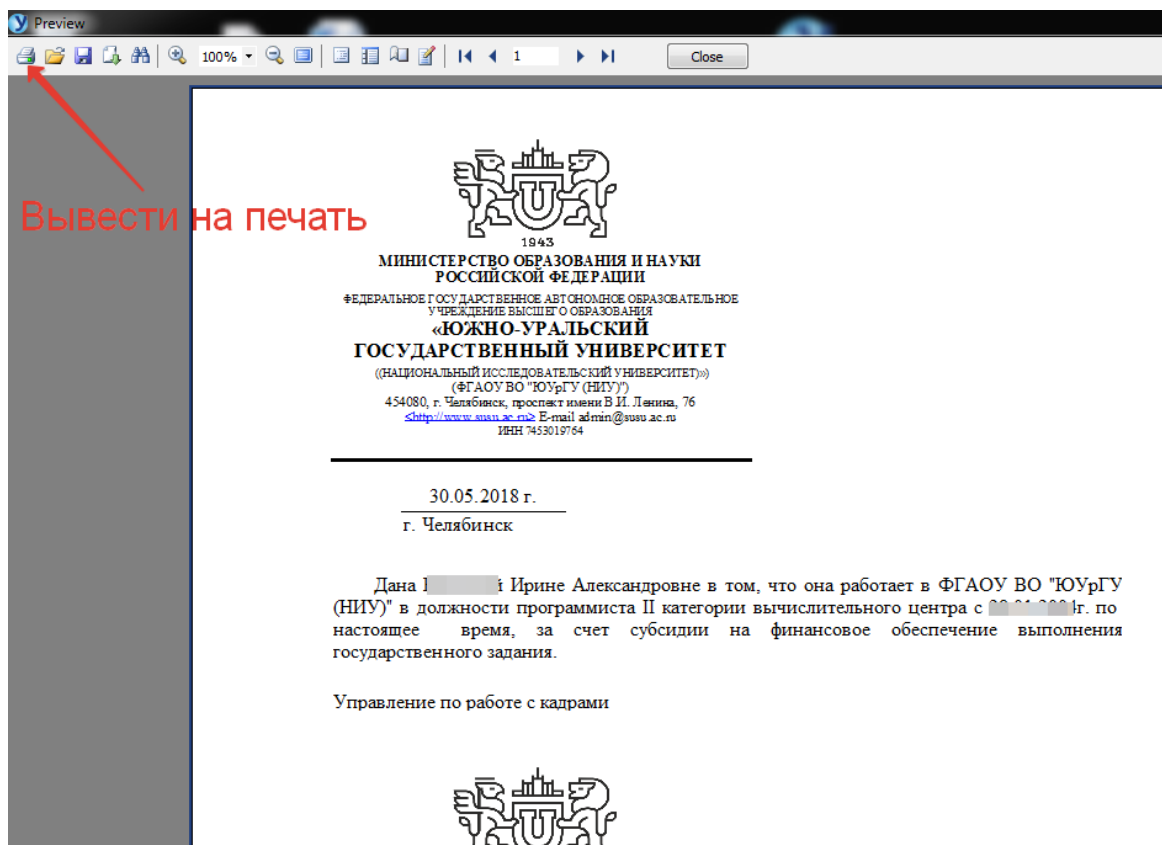 Preview
100%
1
Close
Вывести на печать
1943
МИНИСТЕРСТВО ОБРАЗОВАНИЯ И НАУКИ
РОССИЙСКОЙ ФЕДЕРАЦИИ
ФЕДЕРАЛЬНОЕ ГОСУДАРСТВЕННОЕ АВТОНОМНОЕ ОБРАЗОВАТЕЛЬНОЕ
УЧРЕЖДЕНИЕ ВЫСШЕГО ОБРАЗОВАНИЯ
«ЮЖНО-УРАЛЬСКИЙ
ГОСУДАРСТВЕННЫЙ УНИВЕРСИТЕТ
((НАЦИОНАЛЬНЫЙ ИССЛЕДОВАТЕЛЬСКИЙ УНИВЕРСИТЕТ)»)
(ФГАОУ ВО "ЮУрГУ (НИУ)")
454080, г. Челябинск, проспект имени В.И. Ленина, 76
<http://www.susu.ac.ru> E-mail admin@susu.ac.ru
ИНН 7453019764
30.05.2018 г.
г. Челябинск
Дана Ирине Александровне в том, что она работает в ФГАОУ ВО "ЮУрГУ
(НИУ)" в должности программиста II категории вычислительного центра с г. по
настоящее время, за счет субсидии на финансовое обеспечение выполнения
государственного задания.
Управление по работе с кадрами